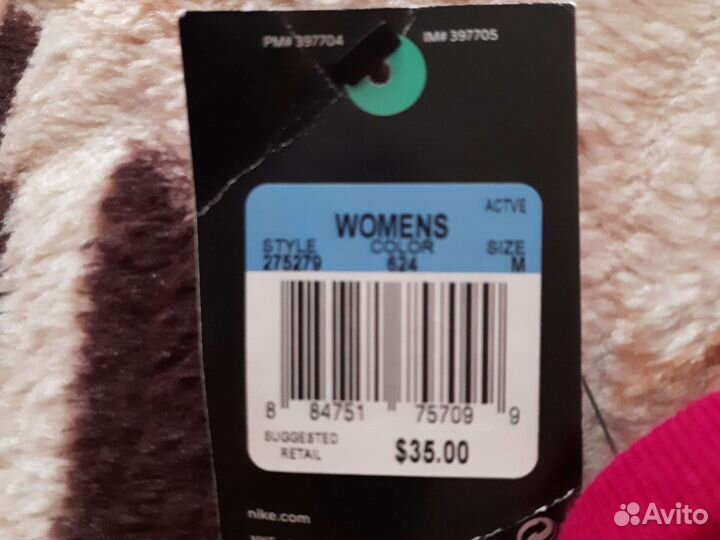 PM# 397704 IM# 397705
ACTVE
WOMENS
STYLE COLOR SIZE
275279 624 M
8 84751 75709 9
SUGGESTED
RETAIL $35.00
nike.com
NIKE
Avito